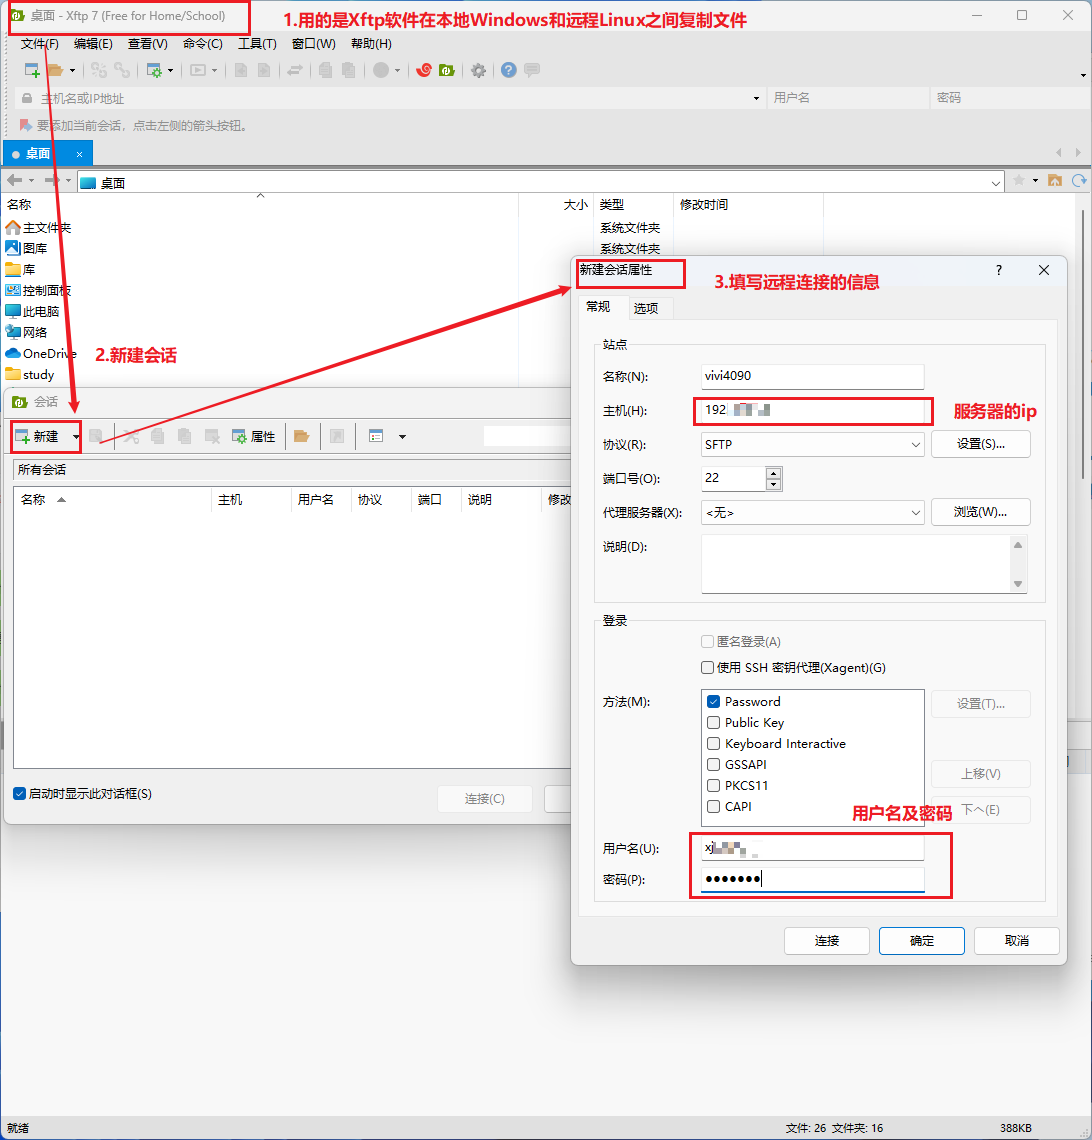 桌面 - Xftp 7 (Free for Home/School)
1.用的是Xftp软件在本地Windows和远程Linux之间复制文件
文件(F) 编辑(E) 查看(V) 命令(C) 工具(T) 窗口(W) 帮助(H)
主机名或IP地址 用户名 密码
要添加当前会话，点击左侧的箭头按钮。
桌面 ×
桌面
名称 大小 类型 修改时间
主文件夹 系统文件夹
图库 系统文件夹
库
控制面板
此电脑
网络
OneDrive
study
2.新建会话
会话
新建 属性
所有会话
名称 主机 用户名 协议 端口 说明 修改
启动时显示此对话框(S)
连接(C)
新建会话属性 ?
3.填写远程连接的信息
常规 选项
站点
名称(N): vivi4090
主机(H): 192
服务器的ip
协议(R): SFTP 设置(S)...
端口号(O): 22
代理服务器(X): <无> 浏览(W)...
说明(D):
登录
匿名登录(A)
使用 SSH 密钥代理(Xagent)(G)
方法(M): Password 设置(T)...
Public Key
Keyboard Interactive
GSSAPI 上移(V)
PKCS11
CAPI 下へ(E)
用户名及密码
用户名(U): xj
密码(P): ●●●●●●●
连接 确定 取消
就绪 文件: 26 文件夹: 16 388KB